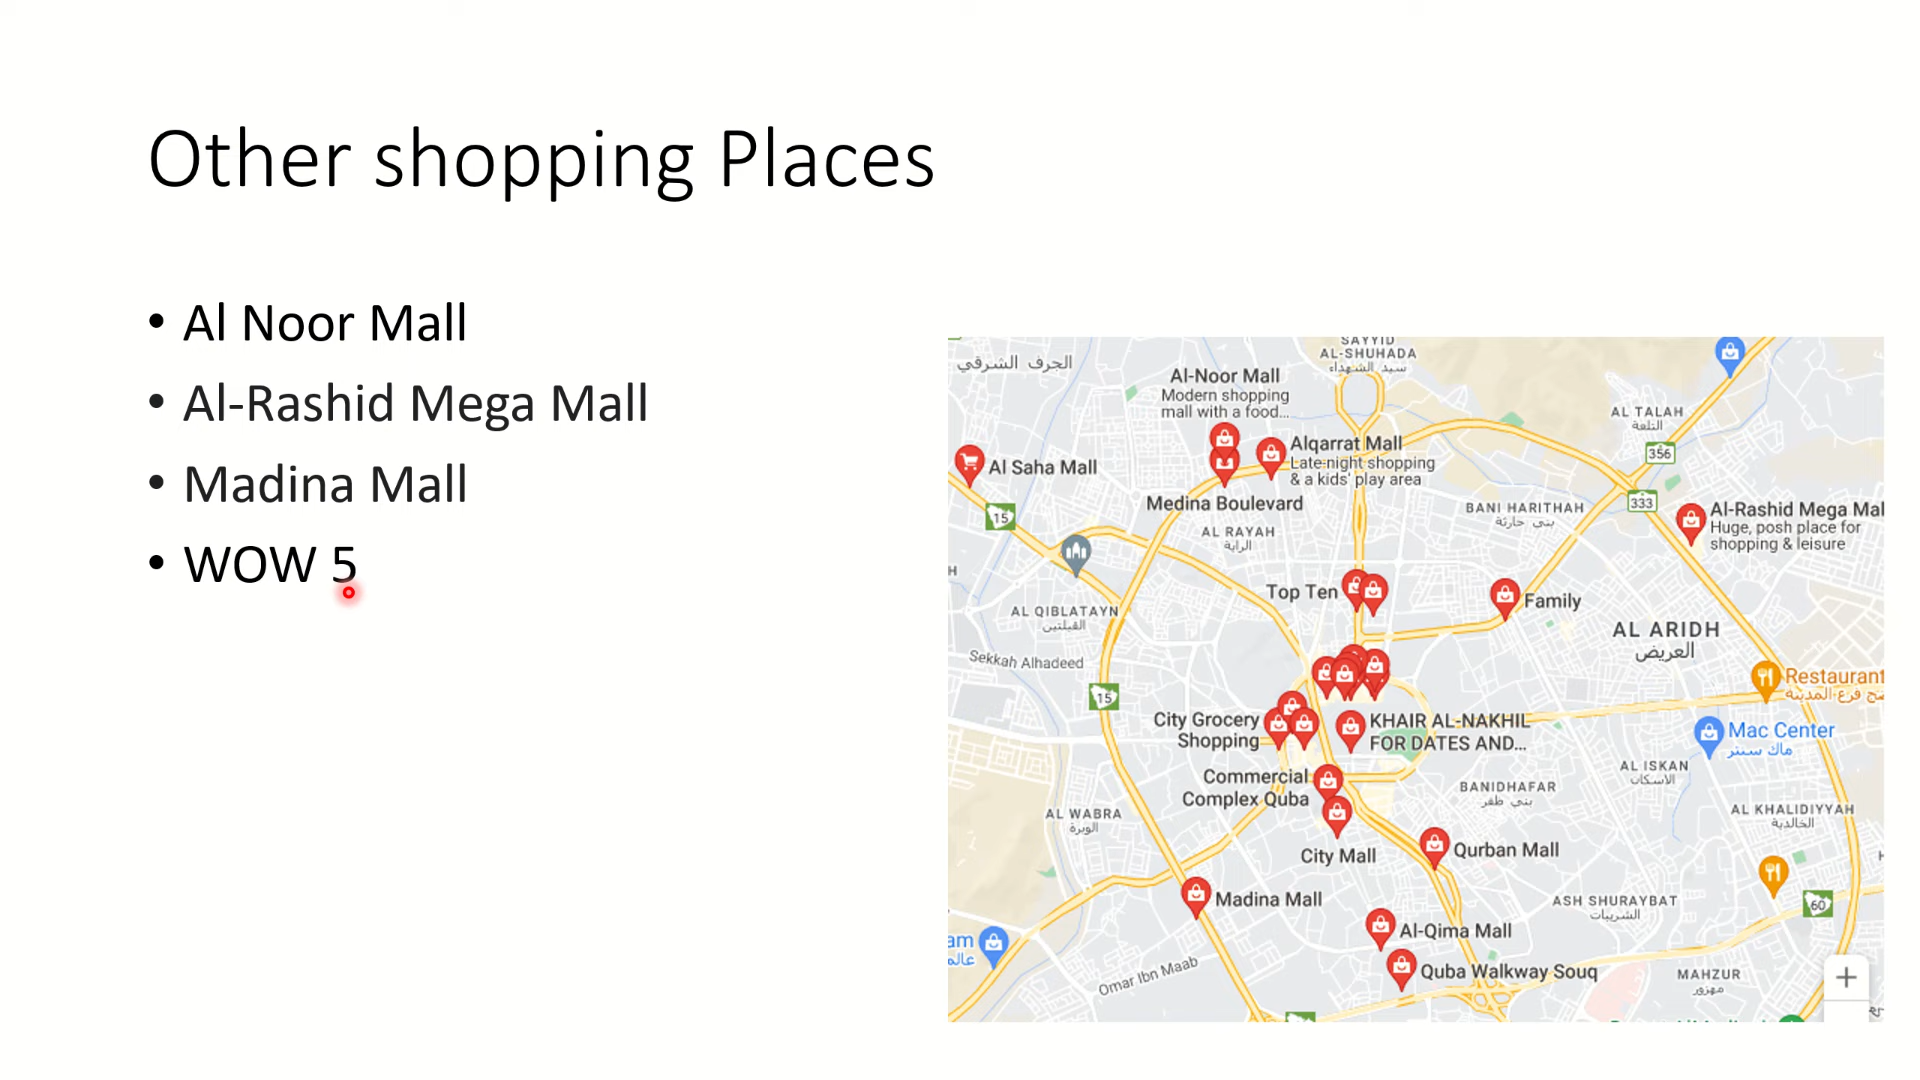 Other shopping Places
• Al Noor Mall
• Al-Rashid Mega Mall
• Madina Mall
• WOW 5
SAYYID
AL-SHUHADA
سيد الشهداء
الجرف الشرقي
Al-Noor Mall
Modern shopping
mall with a food...
AL TALAH
التلعة
Alqarrat Mall
Late-night shopping
& a kids' play area
356
Al Saha Mall
333
Medina Boulevard
BANI HARITHAH
بني حارثة
Al-Rashid Mega Mal
Huge, posh place for
shopping & leisure
15
AL RAYAH
الراية
Top Ten
Family
AL QIBLATAYN
القبلتين
AL ARIDH
العريض
Sekkah Alhadeed
Restaurant
15
City Grocery
Shopping
KHAIR AL-NAKHIL
FOR DATES AND...
Mac Center
ماك سنتر
AL ISKAN
الاسكان
Commercial
Complex Quba
BANIDHAFAR
بني ظفر
AL WABRA
الوبرة
AL KHALIDIYYAH
الخالدية
City Mall
Qurban Mall
Madina Mall
ASH SHURAYBAT
الشريبات
60
Al-Qima Mall
am
عالم
Omar Ibn Maab
Quba Walkway Souq
MAHZUR
مهزور
+